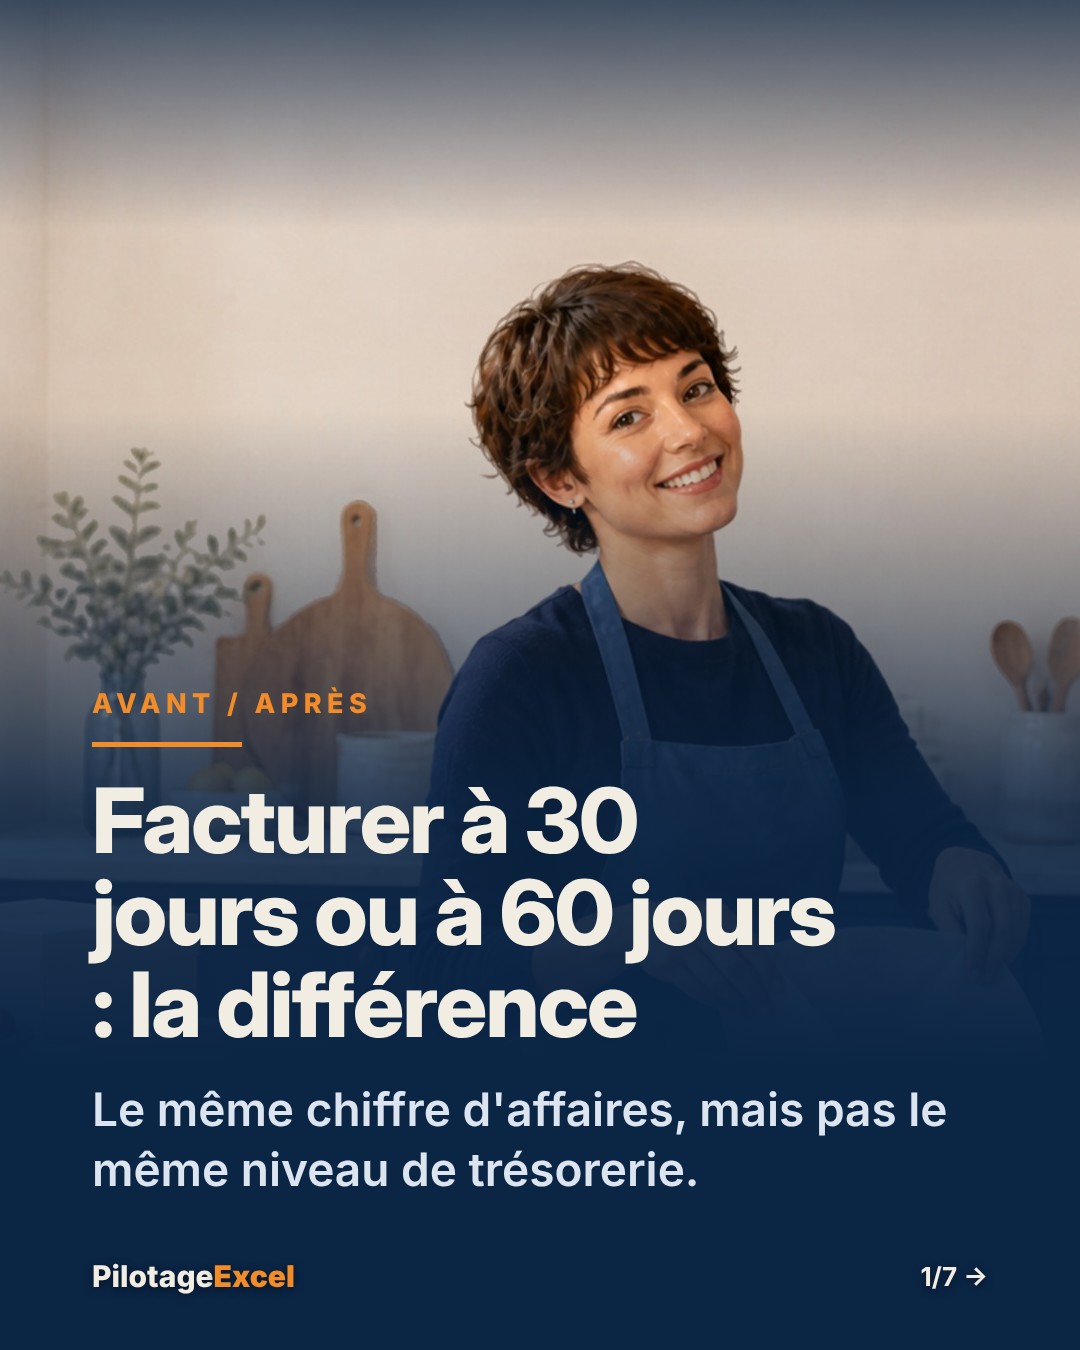 AVANT / APRÈS
Facturer à 30
jours ou à 60 jours
: la différence
Le même chiffre d'affaires, mais pas le
même niveau de trésorerie.
PilotageExcel
1/7 →